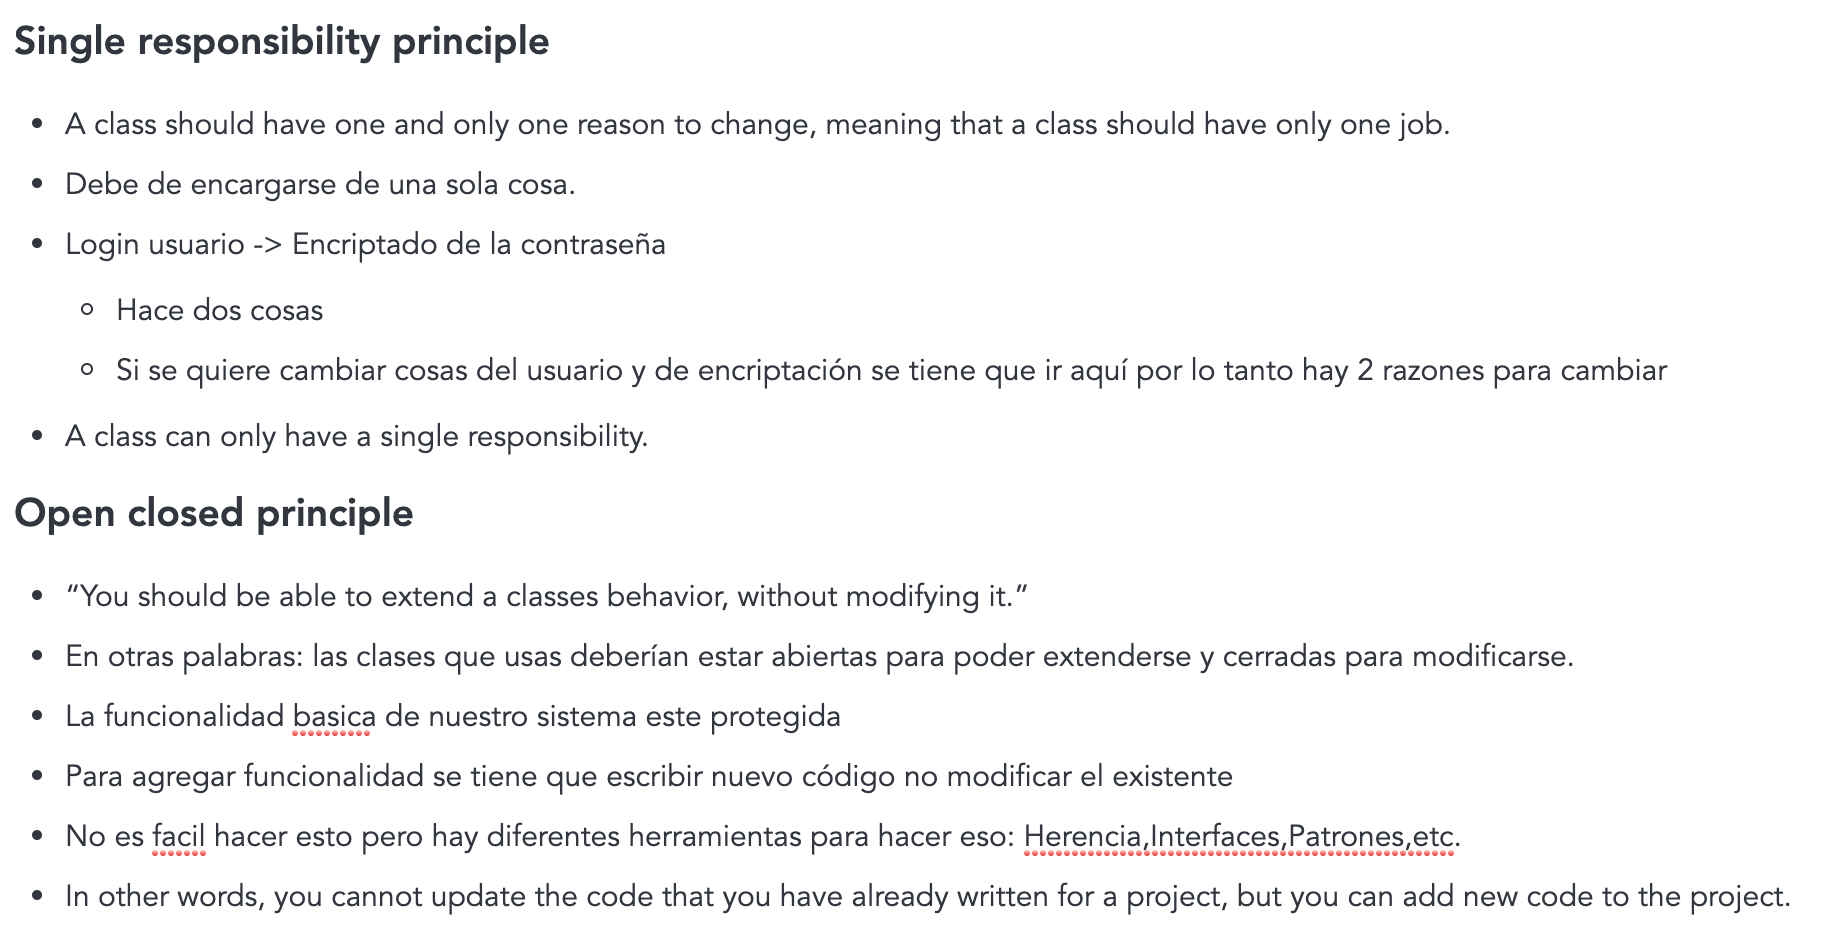 Single responsibility principle
A class should have one and only one reason to change, meaning that a class should have only one job.
Debe de encargarse de una sola cosa.
Login usuario -> Encriptado de la contraseña
Hace dos cosas
Si se quiere cambiar cosas del usuario y de encriptación se tiene que ir aquí por lo tanto hay 2 razones para cambiar
A class can only have a single responsibility.
Open closed principle
“You should be able to extend a classes behavior, without modifying it.”
En otras palabras: las clases que usas deberían estar abiertas para poder extenderse y cerradas para modificarse.
La funcionalidad basica de nuestro sistema este protegida
Para agregar funcionalidad se tiene que escribir nuevo código no modificar el existente
No es facil hacer esto pero hay diferentes herramientas para hacer eso: Herencia,Interfaces,Patrones,etc.
In other words, you cannot update the code that you have already written for a project, but you can add new code to the project.